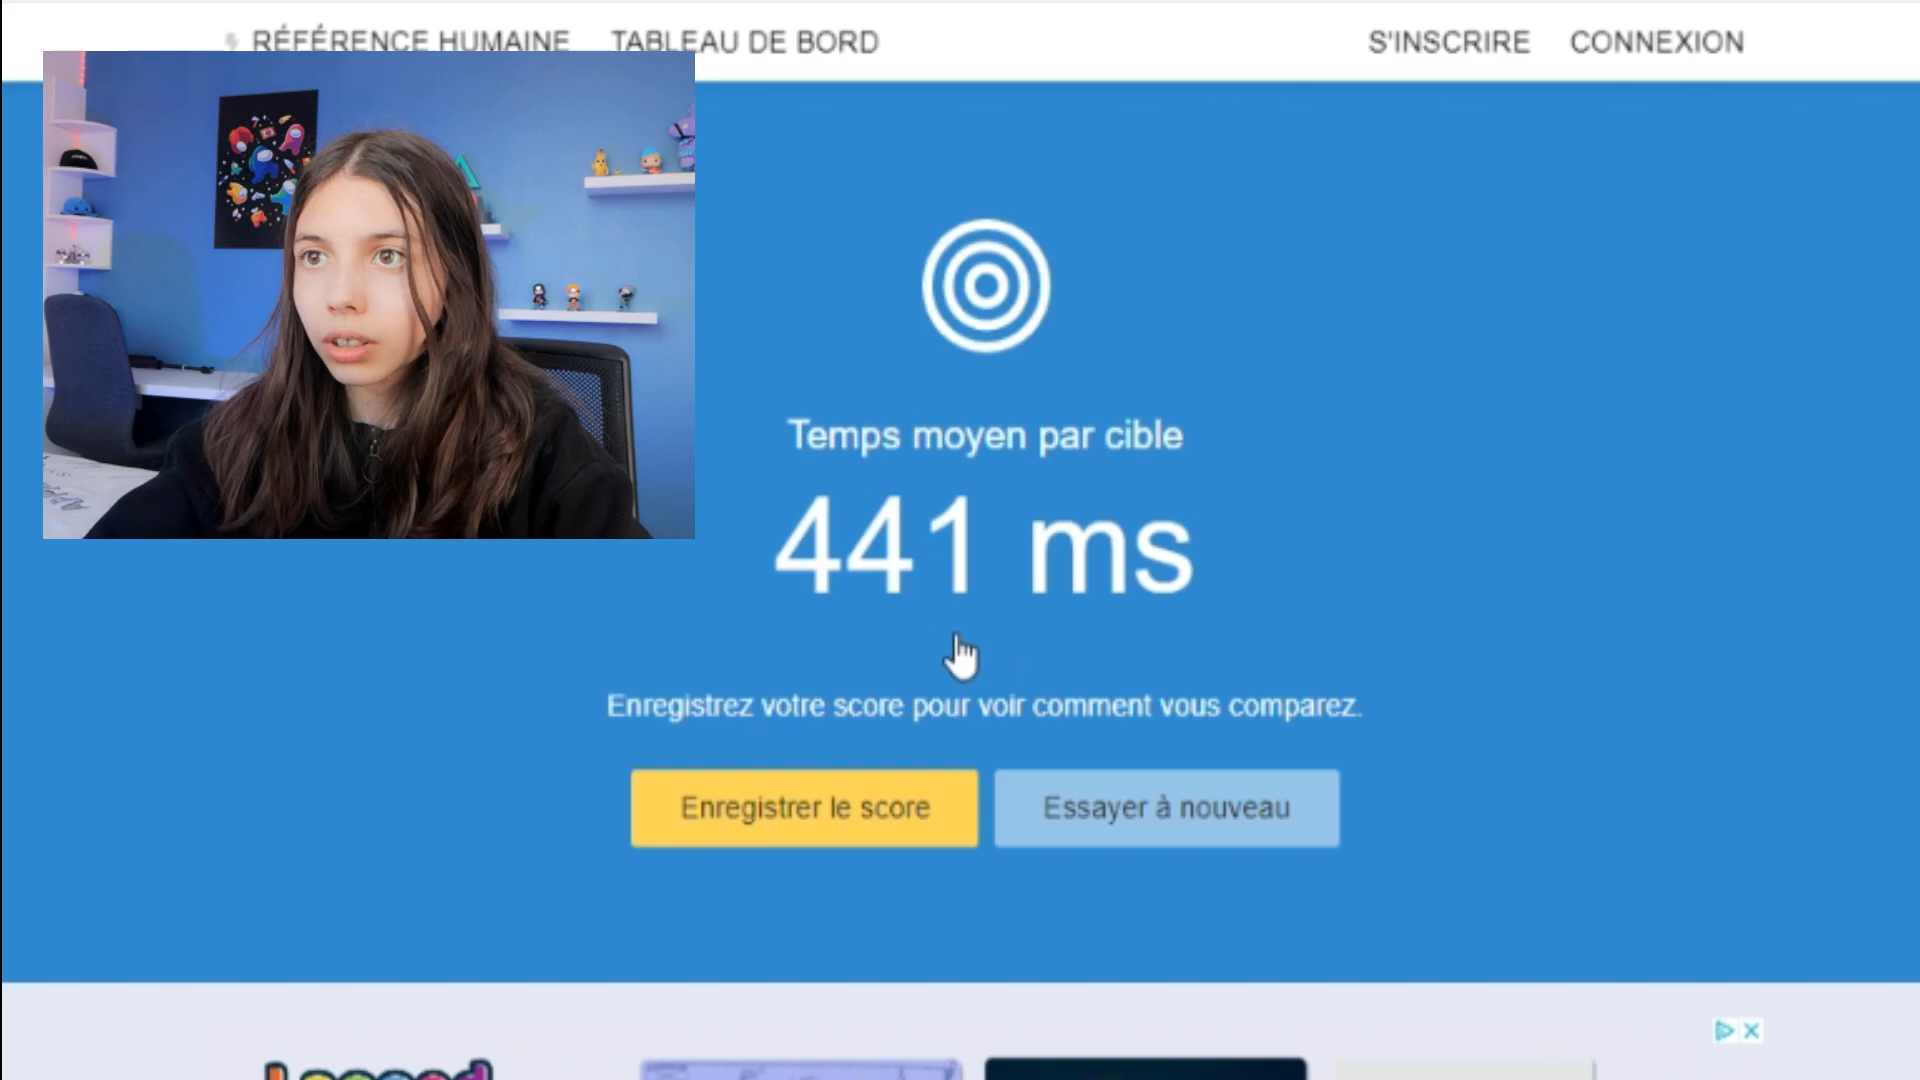 RÉFÉRENCE HUMAINE TABLEAU DE BORD S'INSCRIRE CONNEXION
Temps moyen par cible
441 ms
Enregistrez votre score pour voir comment vous comparez.
Enregistrer le score Essayer à nouveau